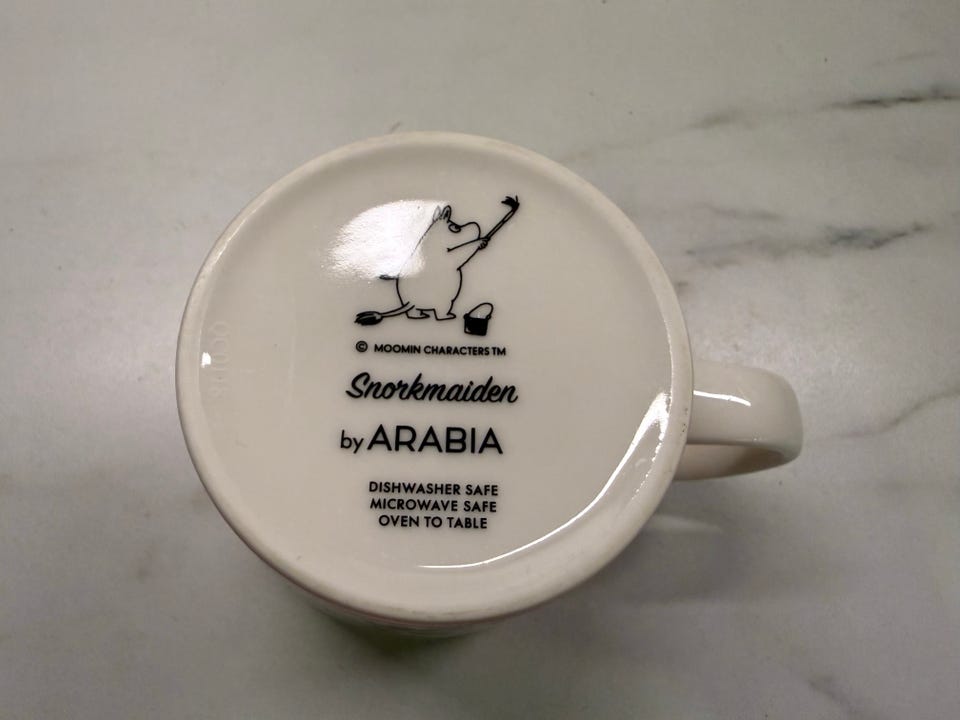 © MOOMIN CHARACTERS TM
Snorkmaiden
by ARABIA
DISHWASHER SAFE
MICROWAVE SAFE
OVEN TO TABLE